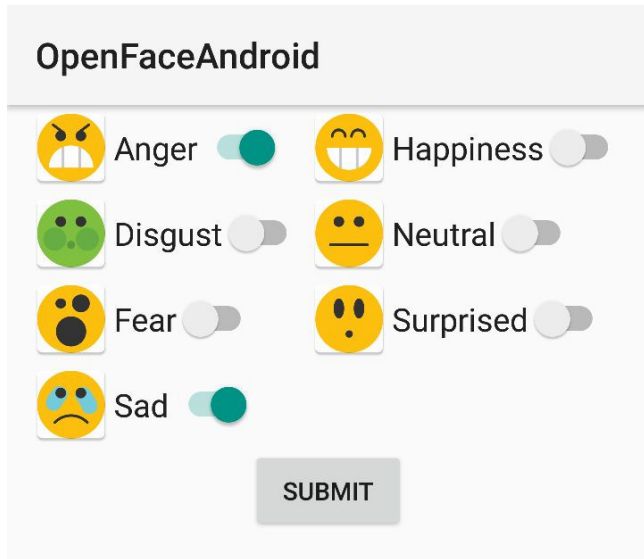 OpenFaceAndroid
Anger Happiness
Disgust Neutral
Fear Surprised
Sad
SUBMIT